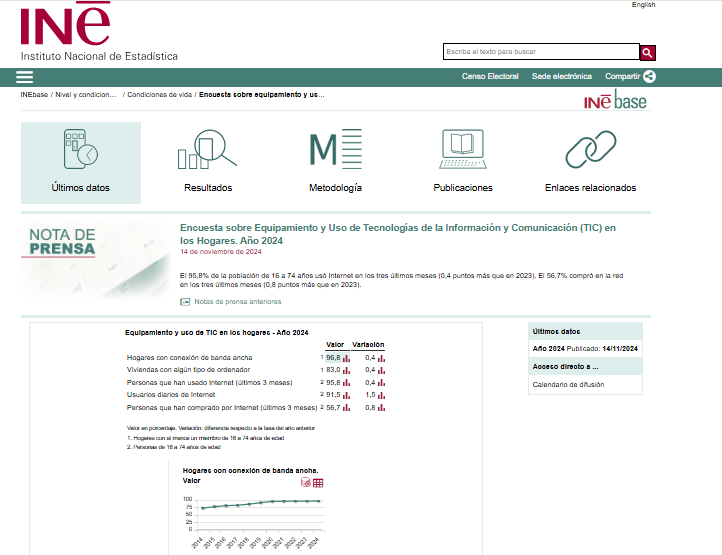 English
INe
Instituto Nacional de Estadística
Escriba el texto para buscar
Censo Electoral Sede electrónica Compartir
INEbase / Nivel y condicion... / Condiciones de vida / Encuesta sobre equipamiento y us...
INe base
M
Últimos datos Resultados Metodología Publicaciones Enlaces relacionados
NOTA DE
PRENSA
Encuesta sobre Equipamiento y Uso de Tecnologías de la Información y Comunicación (TIC) en
los Hogares. Año 2024
14 de noviembre de 2024
El 95,8% de la población de 16 a 74 años usó Internet en los tres últimos meses (0,4 puntos más que en 2023). El 56,7% compró en la red
en los tres últimos meses (0,8 puntos más que en 2023).
Notas de prensa anteriores
Equipamiento y uso de TIC en los hogares - Año 2024
Valor Variación
Hogares con conexión de banda ancha 1 96,8 0,4
Viviendas con algún tipo de ordenador 1 83,0 0,4
Personas que han usado Internet (últimos 3 meses) 2 95,8 0,4
Usuarios diarios de Internet 2 91,5 1,5
Personas que han comprado por Internet (últimos 3 meses) 2 56,7 0,8
Valor en porcentaje. Variación: diferencia respecto a la tasa del año anterior
1. Hogares con al menos un miembro de 16 a 74 años de edad
2. Personas de 16 a 74 años de edad
Últimos datos
Año 2024 Publicado: 14/11/2024
Acceso directo a ...
Calendario de difusión
Hogares con conexión de banda ancha.
Valor
100
75
50
25
0
2014 2015 2016 2017 2018 2019 2020 2021 2022 2023 2024